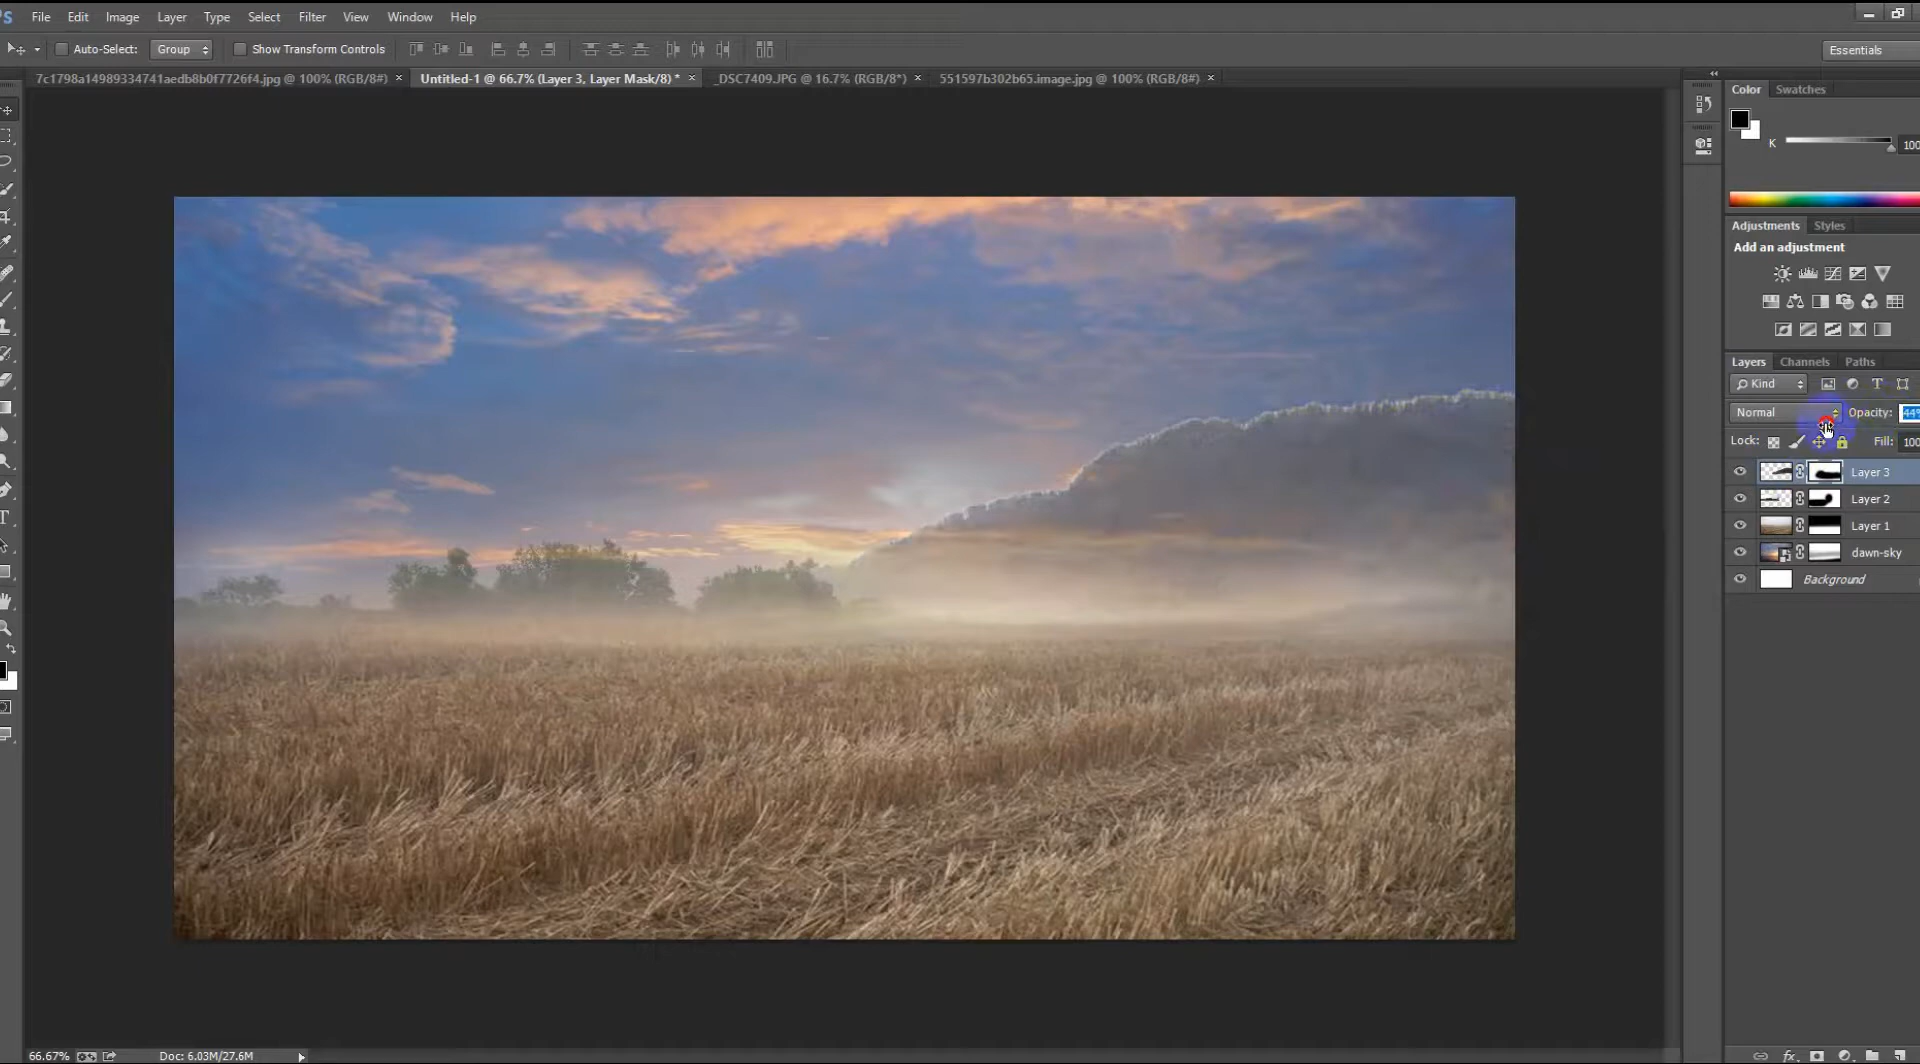 File Edit Image Layer Type Select Filter View Window Help
Auto-Select: Group Show Transform Controls Essentials
7c1798a14989334741aedb8b0f7726f4.jpg @ 100% (RGB/8#) × Untitled-1 @ 66.7% (Layer 3, Layer Mask/8) * × _DSC7409.JPG @ 16.7% (RGB/8*) × 551597b302b65.image.jpg @ 100% (RGB/8#) ×
Color Swatches
K 100
Adjustments Styles
Add an adjustment
Layers Channels Paths
Kind T
Normal Opacity: 44%
Lock: Fill: 100
Layer 3
Layer 2
Layer 1
dawn-sky
Background
66.67% Doc: 6.03M/27.6M